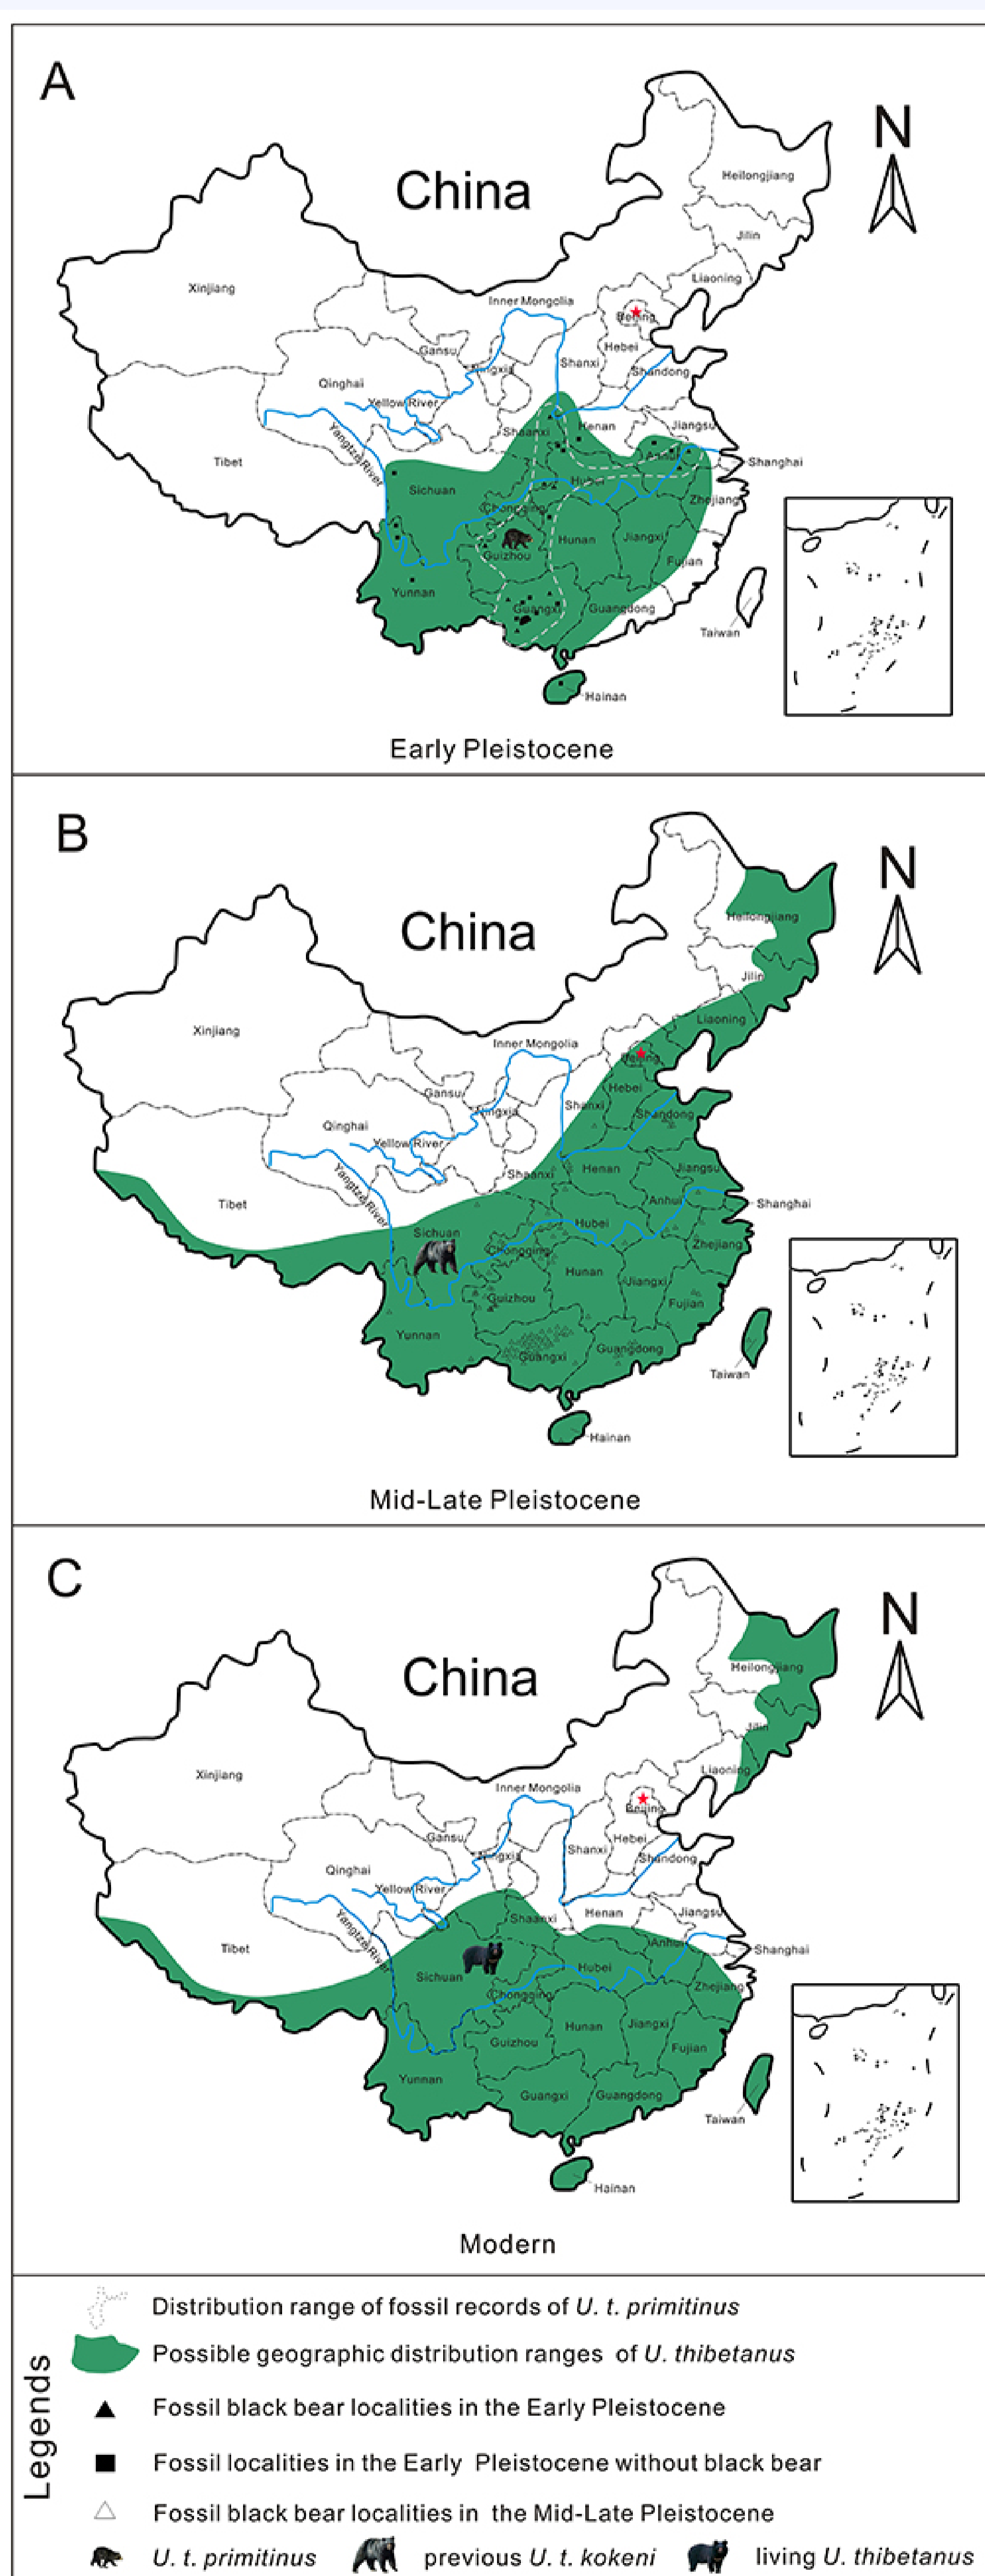 A
N
China
Heilongjiang
Jilin
Liaoning
Xinjiang
Inner Mongolia
Beijing
Hebei
Gansu
Ningxia
Shanxi
Shandong
Qinghai
Yellow River
Yangtze River
Shaanxi
Henan
Jiangsu
Anhui
Tibet
Shanghai
Sichuan
Hubei
Chongqing
Zhejiang
Hunan
Jiangxi
Guizhou
Fujian
Yunnan
Guangxi
Guangdong
Taiwan
Hainan
Early Pleistocene
B
N
China
Heilongjiang
Jilin
Liaoning
Xinjiang
Inner Mongolia
Beijing
Hebei
Gansu
Ningxia
Shanxi
Shandong
Qinghai
Yellow River
Yangtze River
Shaanxi
Henan
Jiangsu
Anhui
Tibet
Shanghai
Sichuan
Hubei
Chongqing
Zhejiang
Hunan
Jiangxi
Guizhou
Fujian
Yunnan
Guangxi
Guangdong
Taiwan
Hainan
Mid-Late Pleistocene
C
N
China
Heilongjiang
Jilin
Liaoning
Xinjiang
Inner Mongolia
Beijing
Hebei
Gansu
Ningxia
Shanxi
Shandong
Qinghai
Yellow River
Yangtze River
Shaanxi
Henan
Jiangsu
Anhui
Tibet
Shanghai
Sichuan
Hubei
Chongqing
Zhejiang
Hunan
Jiangxi
Guizhou
Fujian
Yunnan
Guangxi
Guangdong
Taiwan
Hainan
Modern
Legends
Distribution range of fossil records of U. t. primitinus
Possible geographic distribution ranges of U. thibetanus
Fossil black bear localities in the Early Pleistocene
Fossil localities in the Early Pleistocene without black bear
Fossil black bear localities in the Mid-Late Pleistocene
U. t. primitinus previous U. t. kokeni living U. thibetanus